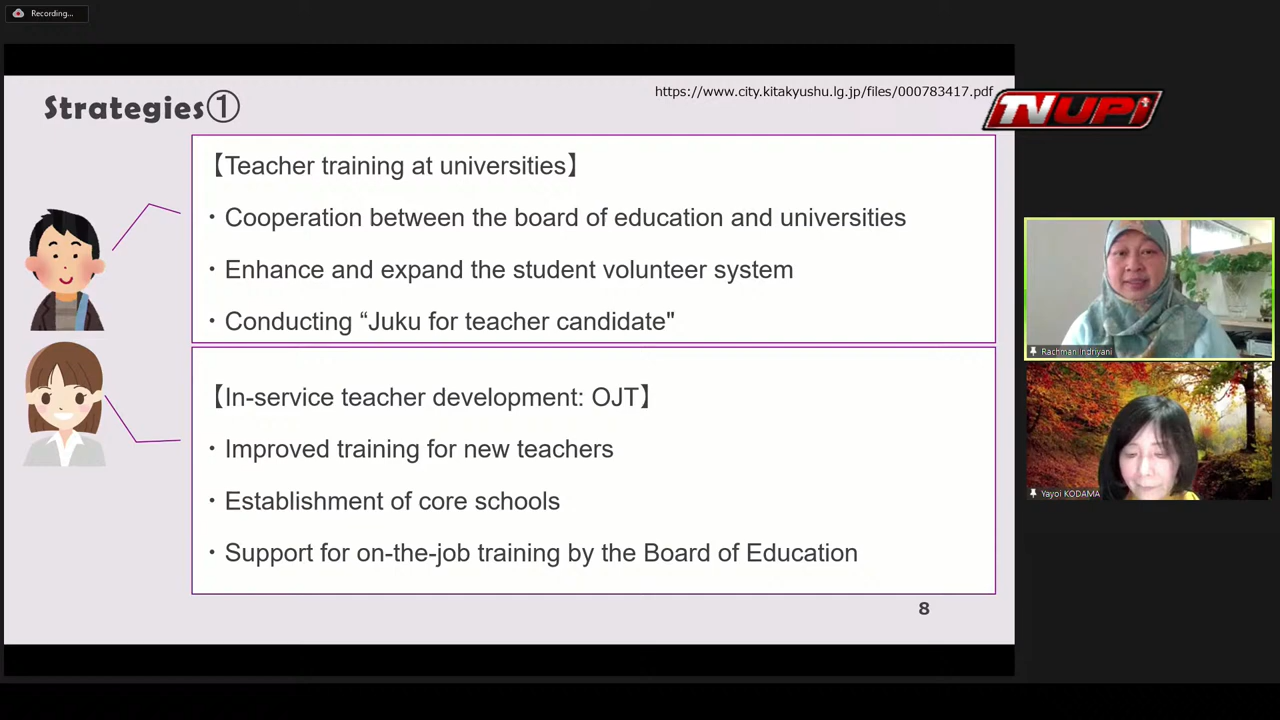 Recording...
Strategies①
https://www.city.kitakyushu.lg.jp/files/000783417.pdf
TVUPi
【Teacher training at universities】
・Cooperation between the board of education and universities
・Enhance and expand the student volunteer system
・Conducting “Juku for teacher candidate"
Rachman Indriyani
【In-service teacher development: OJT】
・Improved training for new teachers
・Establishment of core schools
・Support for on-the-job training by the Board of Education
Yayoi KODAMA
8